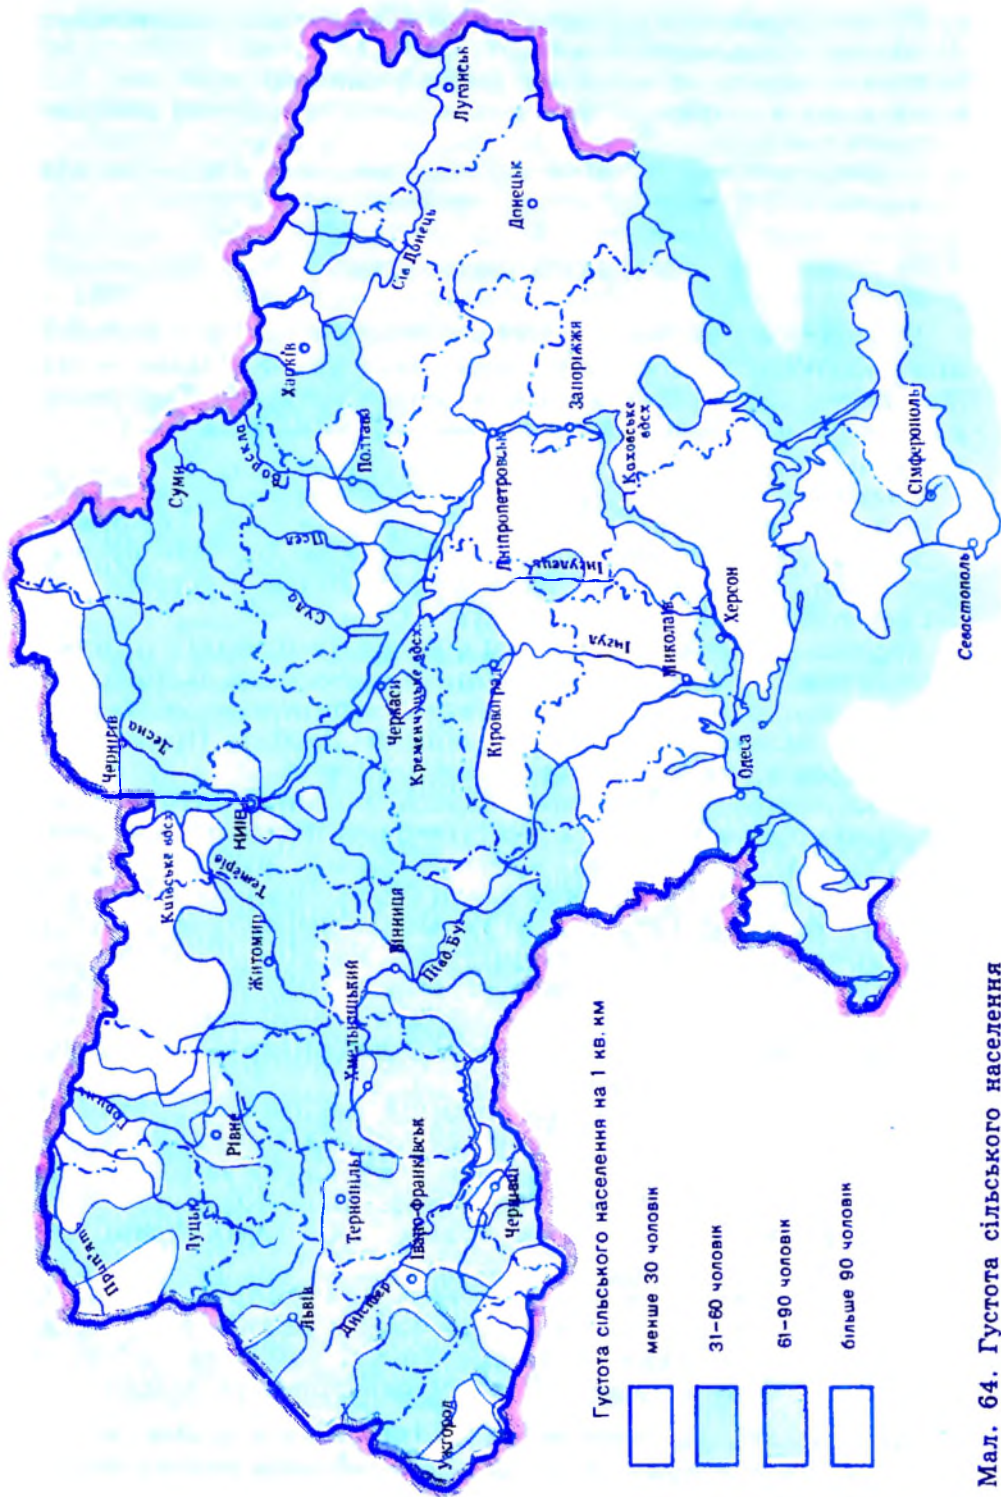 Прип'ять
Горинь
Луцьк
Рівне
Київське вдсх.
Чернігів
Десна
Суми
Житомир
Тетерів
КИЇВ
Сула
Псел
Ворскла
Харків
Львів
Тернопіль
Хмельницький
Вінниця
Черкаси
Кременчуцьке вдсх.
Полтава
Сів. Донець
Луганськ
Дністер
Івано-Франківськ
Півд. Буг
Кіровоград
Дніпропетровськ
Донецьк
Ужгород
Чернівці
Інгул
Інгулець
Запоріжжя
Каховське
вдсх
Миколаїв
Херсон
Одеса
Сімферополь
Севастополь
Густота сільського населення на 1 кв. км
менше 30 чоловік
31-60 чоловік
61-90 чоловік
більше 90 чоловік
Мал. 64. Густота сільського населення